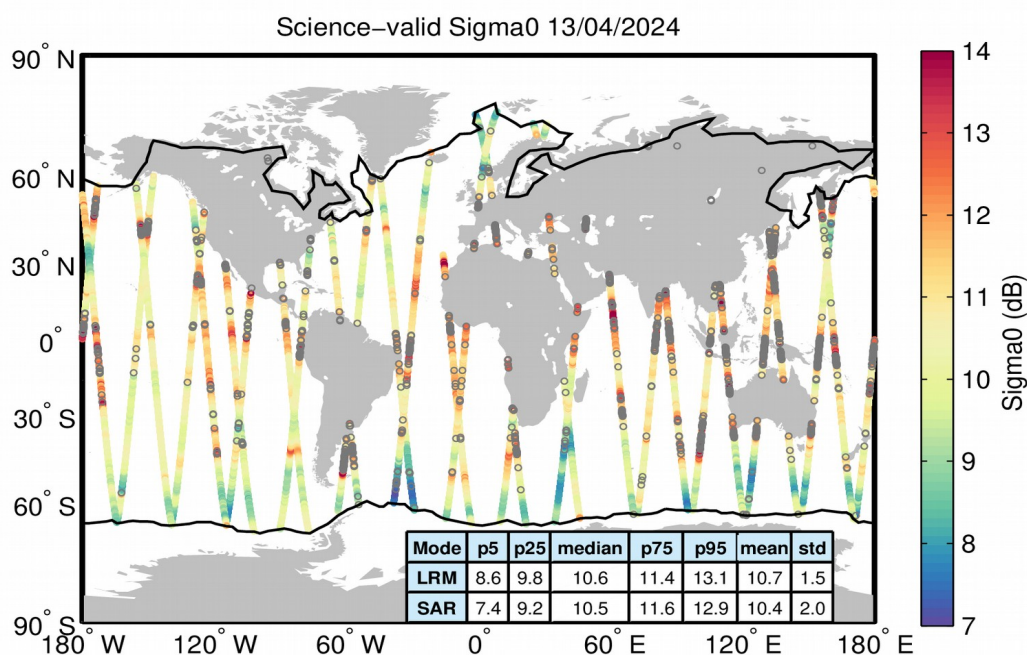 Science–valid Sigma0 13/04/2024
90° N
60° N
30° N
0°
30° S
60° S
90° S
180° W
120° W
60° W
0°
60° E
120° E
180° E
Mode p5 p25 median p75 p95 mean std
LRM 8.6 9.8 10.6 11.4 13.1 10.7 1.5
SAR 7.4 9.2 10.5 11.6 12.9 10.4 2.0
14
13
12
11
10
9
8
7
Sigma0 (dB)